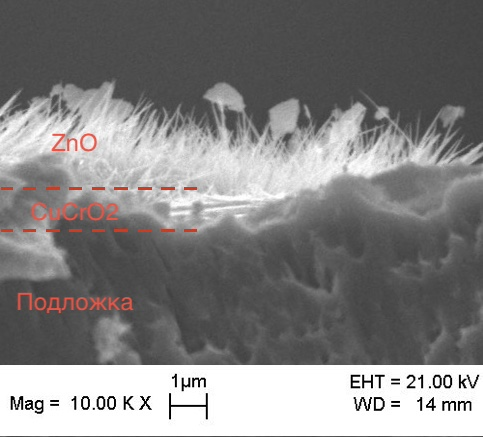 ZnO
CuCrO2
Подложка
1µm
Mag = 10.00 K X
EHT = 21.00 kV
WD = 14 mm